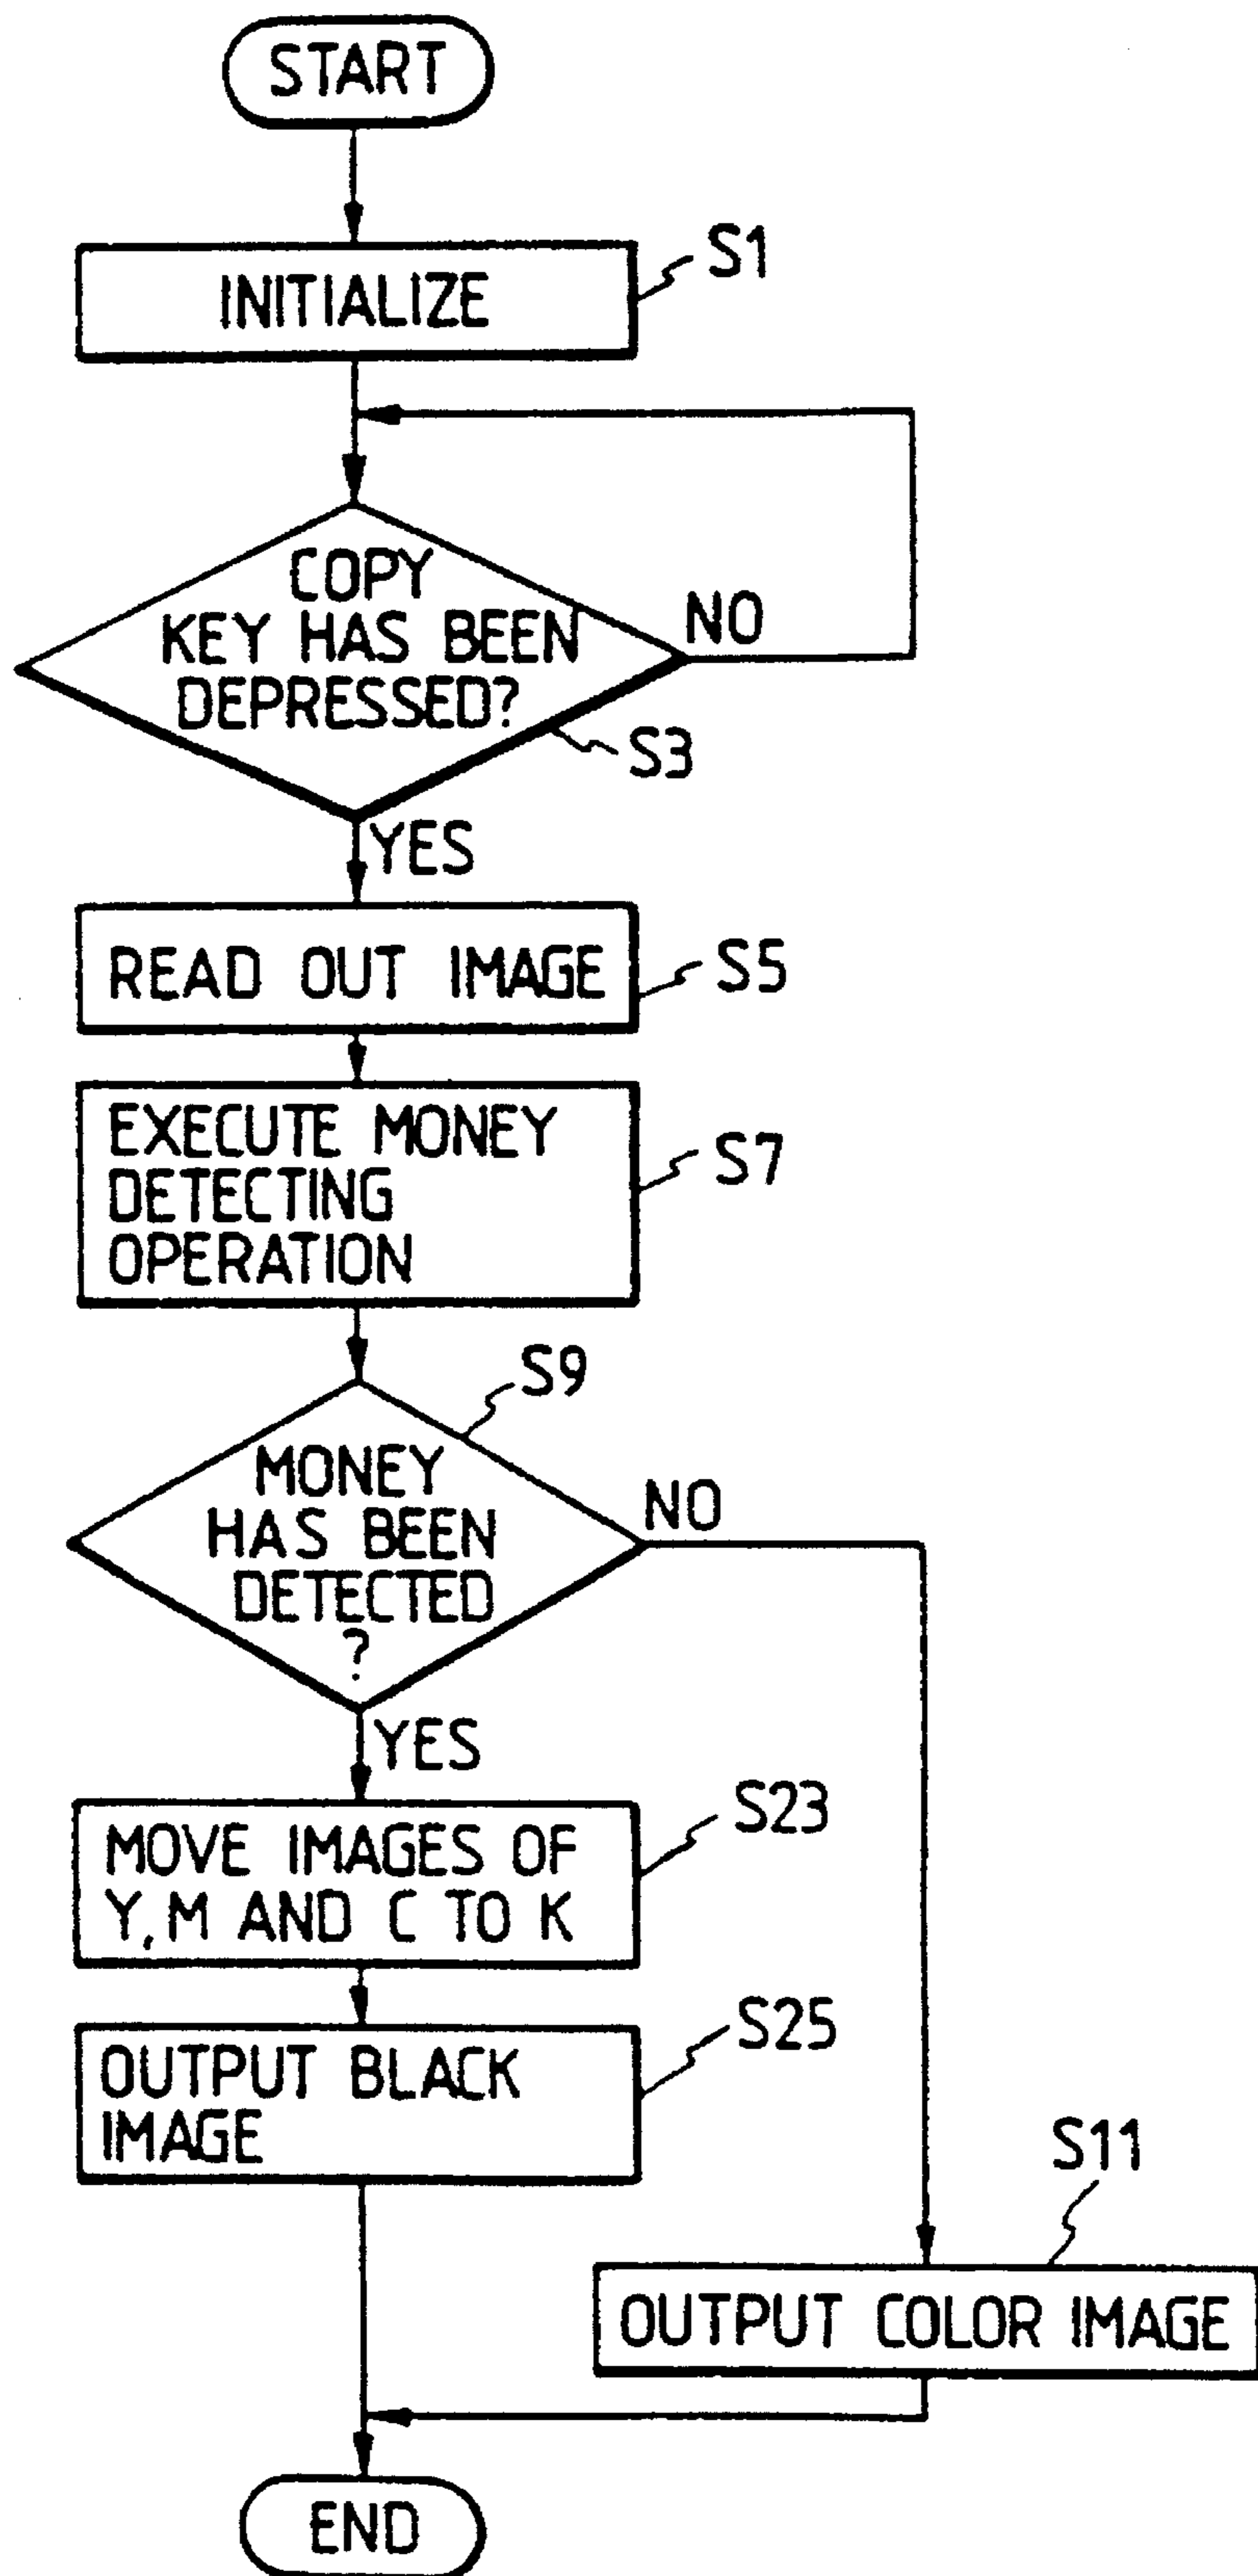 START
INITIALIZE
S1
COPY
KEY HAS BEEN
DEPRESSED?
NO
S3
YES
READ OUT IMAGE
S5
EXECUTE MONEY
DETECTING
OPERATION
S7
S9
MONEY
HAS BEEN
DETECTED
?
NO
YES
MOVE IMAGES OF
Y, M AND C TO K
S23
OUTPUT BLACK
IMAGE
S25
S11
OUTPUT COLOR IMAGE
END